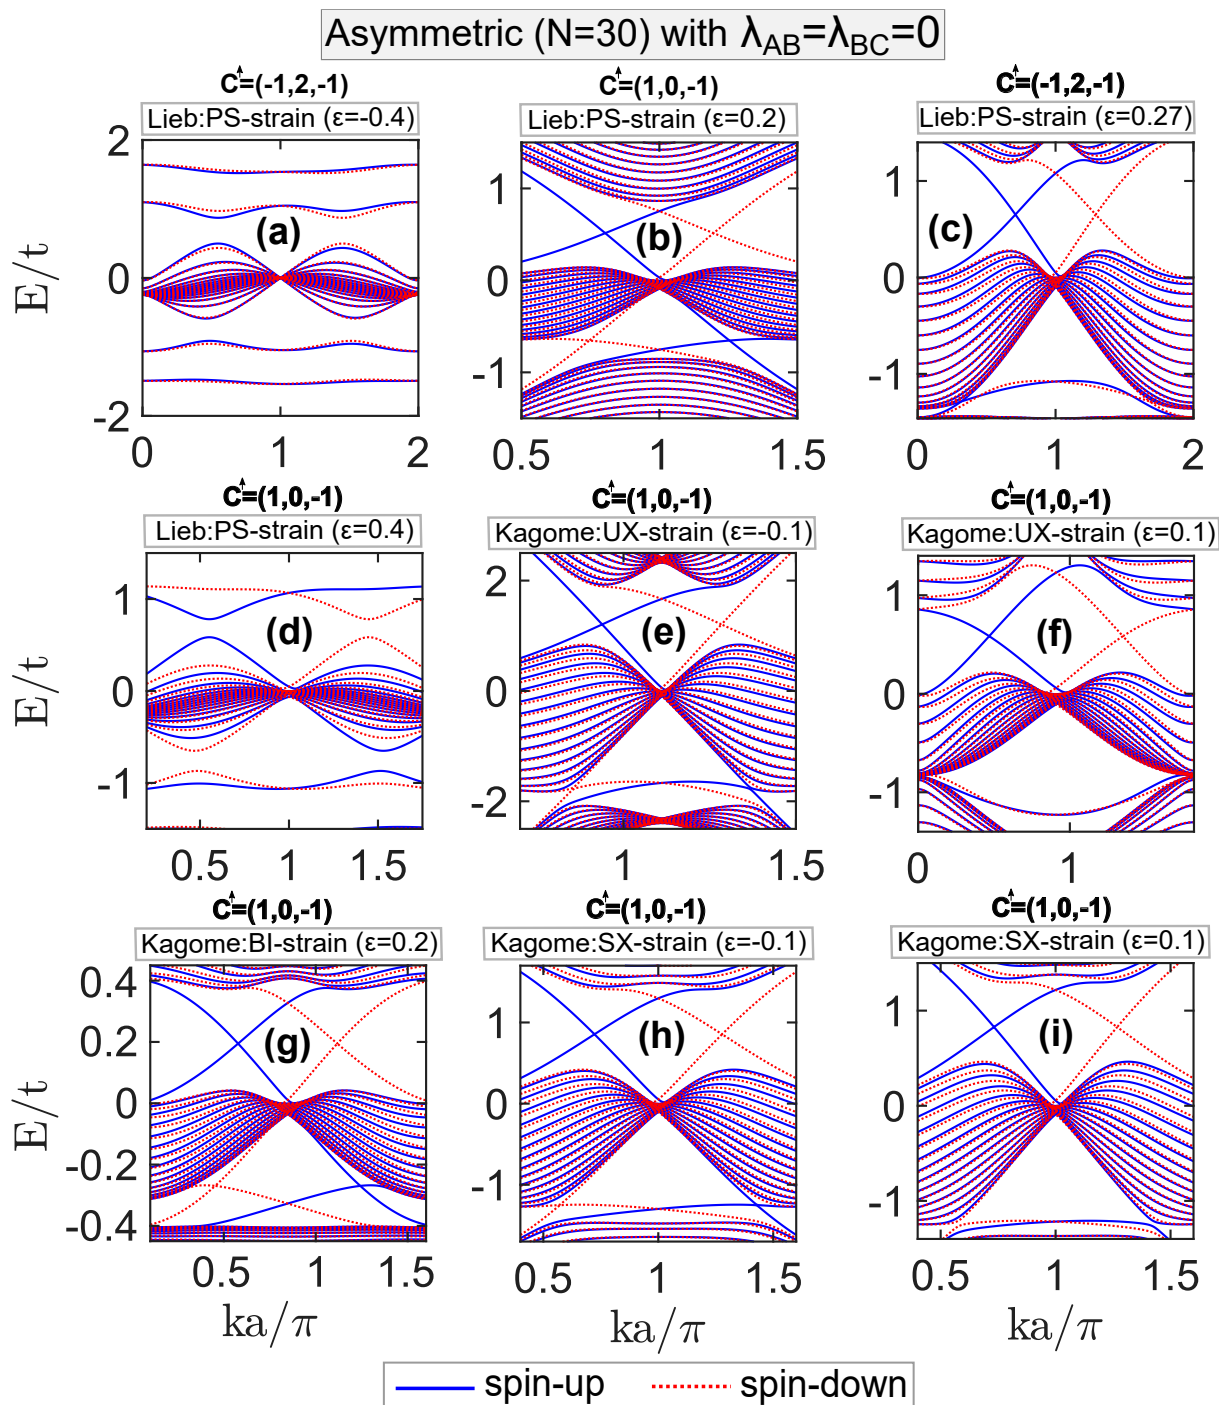 Asymmetric (N=30) with λ_AB=λ_BC=0
C↑=(-1,2,-1)
C↑=(1,0,-1)
C↑=(-1,2,-1)
Lieb:PS-strain (ε=-0.4)
Lieb:PS-strain (ε=0.2)
Lieb:PS-strain (ε=0.27)
2
0
-2
E/t
(a)
0
1
2
1
0
-1
(b)
0.5
1
1.5
1
0
-1
(c)
0
1
2
C↑=(1,0,-1)
C↑=(1,0,-1)
C↑=(1,0,-1)
Lieb:PS-strain (ε=0.4)
Kagome:UX-strain (ε=-0.1)
Kagome:UX-strain (ε=0.1)
1
0
-1
E/t
(d)
0.5
1
1.5
2
0
-2
(e)
1
1.5
1
0
-1
(f)
0
1
C↑=(1,0,-1)
C↑=(1,0,-1)
C↑=(1,0,-1)
Kagome:BI-strain (ε=0.2)
Kagome:SX-strain (ε=-0.1)
Kagome:SX-strain (ε=0.1)
0.4
0.2
0
-0.2
-0.4
E/t
(g)
0.5
1
1.5
ka/π
1
0
-1
(h)
0.5
1
1.5
ka/π
1
0
-1
(i)
0.5
1
1.5
ka/π
spin-up
spin-down